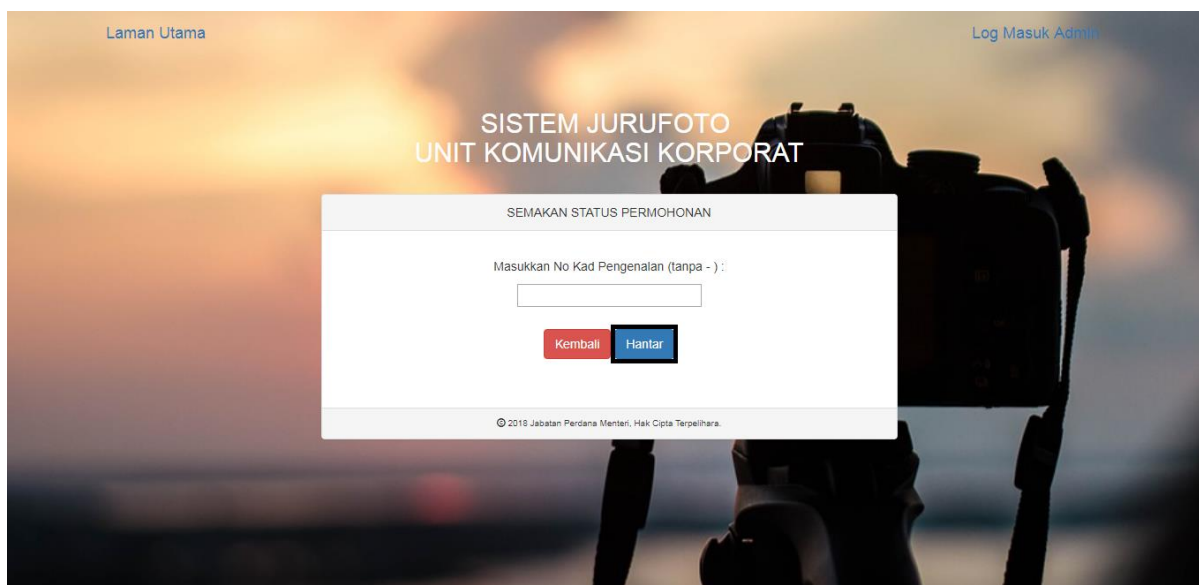 Laman Utama
Log Masuk Admin
SISTEM JURUFOTO
UNIT KOMUNIKASI KORPORAT
SEMAKAN STATUS PERMOHONAN
Masukkan No Kad Pengenalan (tanpa - ) :
Kembali
Hantar
© 2018 Jabatan Perdana Menteri, Hak Cipta Terpelihara.